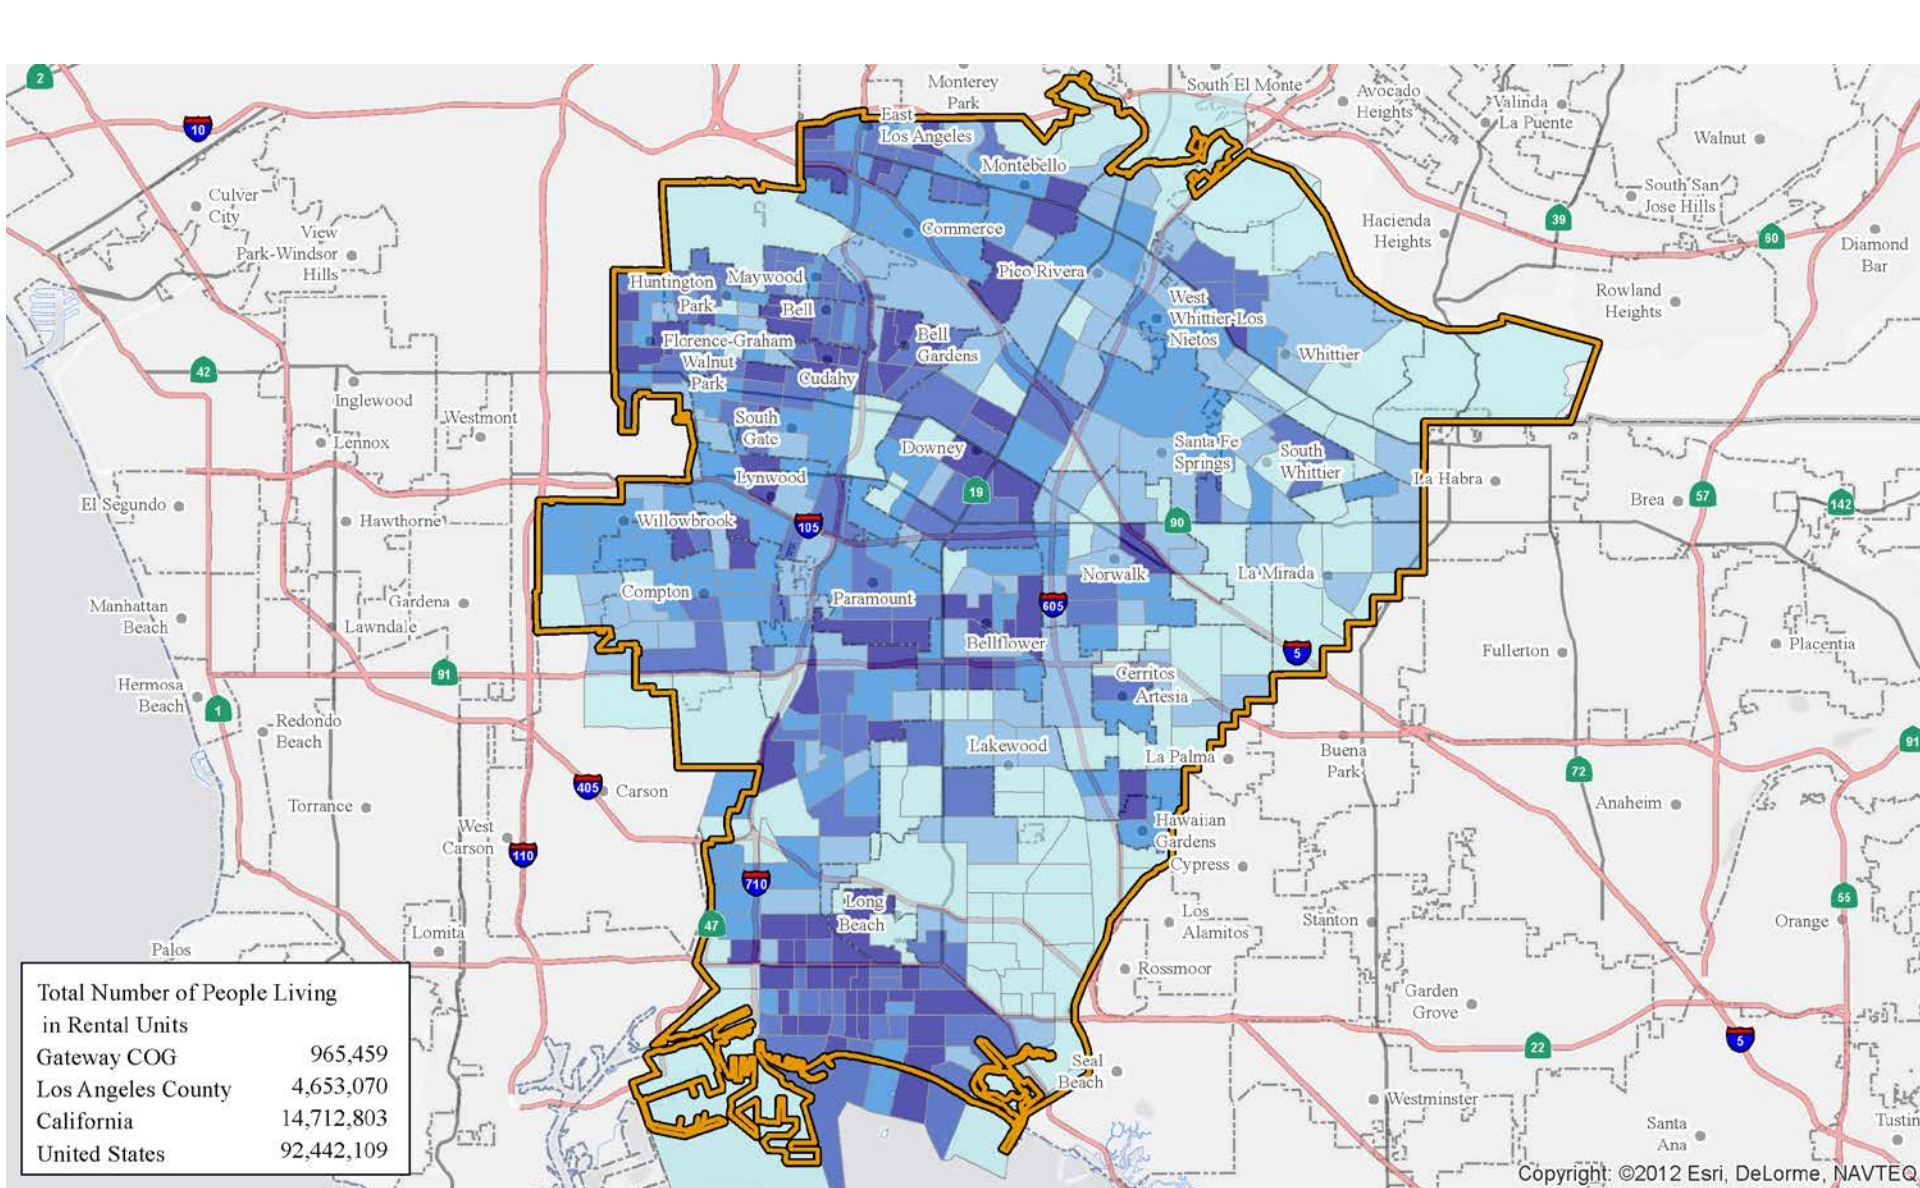 2
10
Monterey
Park
South El Monte
Avocado
Heights
Valinda
La Puente
Walnut
East
Los Angeles
Montebello
Culver
City
View
Park-Windsor
Hills
Commerce
South San
Jose Hills
Hacienda
Heights
39
60
Diamond
Bar
Huntington
Park
Maywood
Bell
Pico Rivera
West
Whittier-Los
Nietos
Rowland
Heights
Florence-Graham
Walnut
Park
Bell
Gardens
Whittier
42
Cudahy
Inglewood
Westmont
South
Gate
Lennox
Downey
Santa Fe
Springs
South
Whittier
Lynwood
19
La Habra
Brea
57
142
El Segundo
Hawthorne
Willowbrook
105
90
Norwalk
La Mirada
Compton
Paramount
605
Manhattan
Beach
Gardena
Lawndale
Bellflower
5
Fullerton
Placentia
91
Cerritos
Artesia
Hermosa
Beach
1
Redondo
Beach
Lakewood
La Palma
Buena
Park
91
72
405
Carson
Torrance
Anaheim
West
Carson
110
Hawaiian
Gardens
Cypress
710
Long
Beach
47
Los
Alamitos
Stanton
55
Orange
Lomita
Palos
Rossmoor
Garden
Grove
22
5
Seal
Beach
Westminster
Santa
Ana
Tustin
Total Number of People Living
in Rental Units
Gateway COG 965,459
Los Angeles County 4,653,070
California 14,712,803
United States 92,442,109
Copyright: ©2012 Esri, DeLorme, NAVTEQ